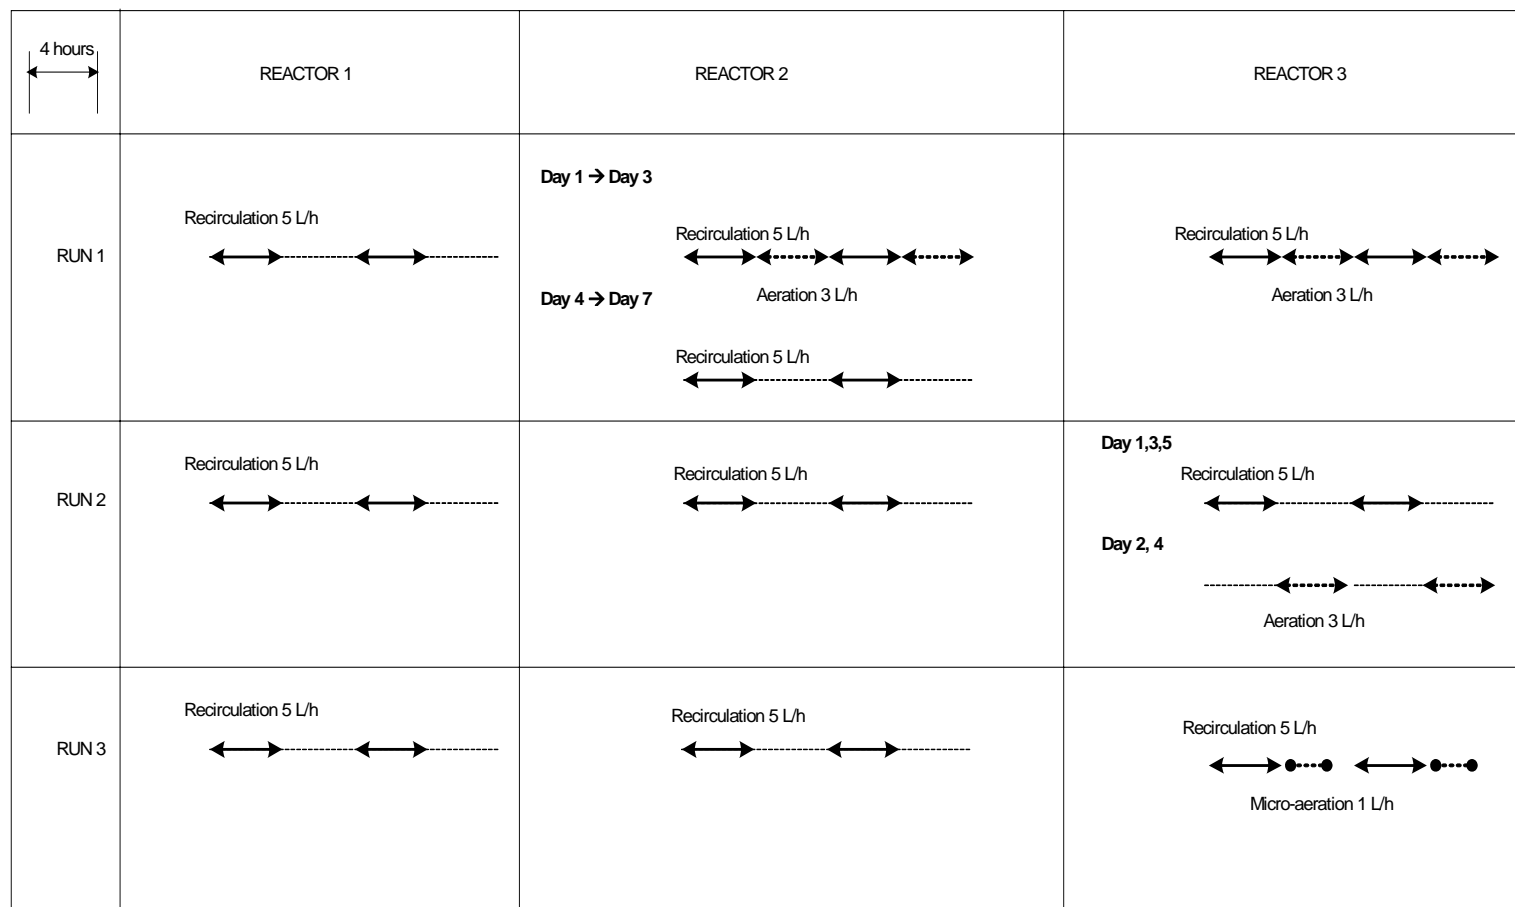 4 hours
REACTOR 1
REACTOR 2
REACTOR 3
RUN 1
Recirculation 5 L/h
Day 1 → Day 3
Recirculation 5 L/h
Aeration 3 L/h
Day 4 → Day 7
Recirculation 5 L/h
Recirculation 5 L/h
Aeration 3 L/h
RUN 2
Recirculation 5 L/h
Recirculation 5 L/h
Day 1,3,5
Recirculation 5 L/h
Day 2, 4
Aeration 3 L/h
RUN 3
Recirculation 5 L/h
Recirculation 5 L/h
Recirculation 5 L/h
Micro-aeration 1 L/h